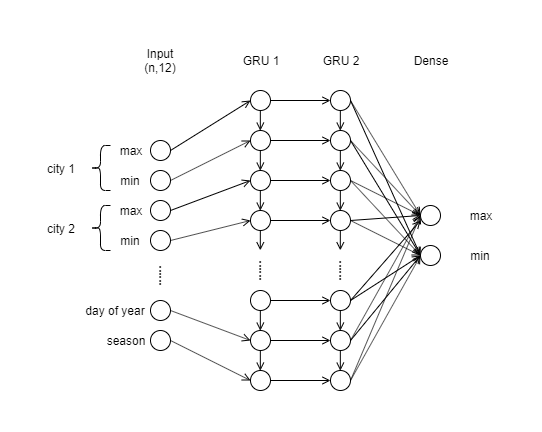 Input
(n,12)
GRU 1
GRU 2
Dense
city 1
max
min
city 2
max
min
day of year
season
max
min